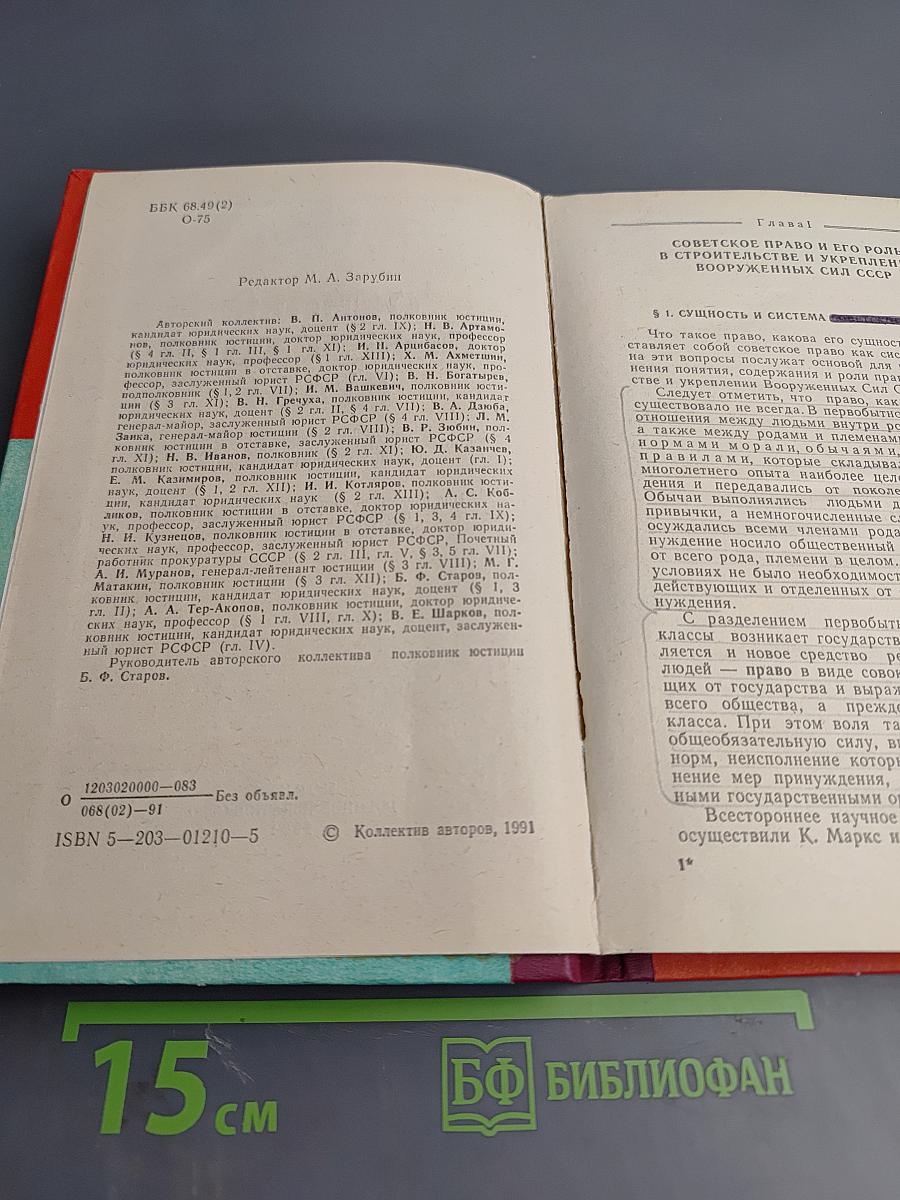 ББК 68.49(2)
О-75
Редактор М. А. Зарубин
Авторский коллектив: В. П. Антонов, полковник юстиции,
кандидат юридических наук, доцент (§ 2 гл. IX); Н. В. Артамо-
нов, полковник юстиции, доктор юридических наук, профессор
(§ 4 гл. II, § 1 гл. III, § 1 гл. XI); И. П. Арцибасов, доктор
юридических наук, профессор (§ 1 гл. XIII); Х. М. Ахметшин,
полковник юстиции в отставке, доктор юридических наук, про-
фессор, заслуженный юрист РСФСР (гл. VI); В. Н. Богатырев,
подполковник (§ 1, 2 гл. VII); И. М. Вашкевич, полковник юсти-
ции (§ 3 гл. XI); В. Н. Гречуха, полковник юстиции, кандидат
юридических наук, доцент (§ 2 гл. II, § 4 гл. VII); В. А. Дзюба,
генерал-майор, заслуженный юрист РСФСР (§ 4 гл. VIII); Л. М.
Заика, генерал-майор юстиции (§ 2 гл. VIII); В. Р. Зюбин, пол-
ковник юстиции в отставке, заслуженный юрист РСФСР (§ 4
гл. XI); Н. В. Иванов, полковник (§ 2 гл. XI); Ю. Д. Казанчев,
полковник юстиции, кандидат юридических наук, доцент (гл. I);
Е. М. Казимиров, полковник юстиции, кандидат юридических
наук, доцент (§ 1, 2 гл. XII); И. И. Котляров, полковник юсти-
ции, кандидат юридических наук (§ 2 гл. XIII); А. С. Коб-
ликов, полковник юстиции в отставке, доктор юридических на-
ук, профессор, заслуженный юрист РСФСР (§ 1, 3, 4 гл. IX);
Н. И. Кузнецов, полковник юстиции в отставке, доктор юриди-
ческих наук, профессор, заслуженный юрист РСФСР, Почетный
работник прокуратуры СССР (§ 2 гл. III, гл. V, § 3, 5 гл. VII);
А. И. Муранов, генерал-лейтенант юстиции (§ 3 гл. VIII); М. Г.
Матакин, полковник юстиции (§ 3 гл. XII); Б. Ф. Старов, пол-
ковник юстиции, кандидат юридических наук, доцент (§ 1, 3
гл. II); А. А. Тер-Акопов, полковник юстиции, доктор юридиче-
ских наук, профессор (§ 1 гл. VIII, гл. X); В. Е. Шарков, пол-
ковник юстиции, кандидат юридических наук, доцент, заслужен-
ный юрист РСФСР (гл. IV).
Руководитель авторского коллектива полковник юстиции
Б. Ф. Старов.
О 1203020000—083
068(02)—91
Без объявл.
ISBN 5—203—01210—5
© Коллектив авторов, 1991
Глава I
СОВЕТСКОЕ ПРАВО И ЕГО РОЛЬ
В СТРОИТЕЛЬСТВЕ И УКРЕПЛЕН
ВООРУЖЕННЫХ СИЛ СССР
§ 1. СУЩНОСТЬ И СИСТЕМА
Что такое право, какова его сущност
ставляет собой советское право как сис
на эти вопросы послужат основой для
нения понятия, содержания и роли прав
стве и укреплении Вооруженных Сил С
Следует отметить, что право, как
существовало не всегда. В первобытно
отношения между людьми внутри ро
а также между родами и племенам
нормами морали, обычаями,
правилами, которые складывал
многолетнего опыта наиболее целе
дения и передавались от поколе
Обычаи выполнялись людьми д
привычки, а немногочисленные сл
осуждались всеми членами рода
нуждение носило общественный
от всего рода, племени в целом.
условиях не было необходимост
действующих и отделенных от
нуждения.
С разделением первобытн
классы возникает государств
ляется и новое средство ре
людей — право в виде совок
щих от государства и выраж
всего общества, а прежде
класса. При этом воля та
общеобязательную силу, вы
норм, неисполнение которы
нение мер принуждения,
ными государственными ор
Всестороннее научное
осуществили К. Маркс и
1*
15 см
БФ БИБЛИОФАН